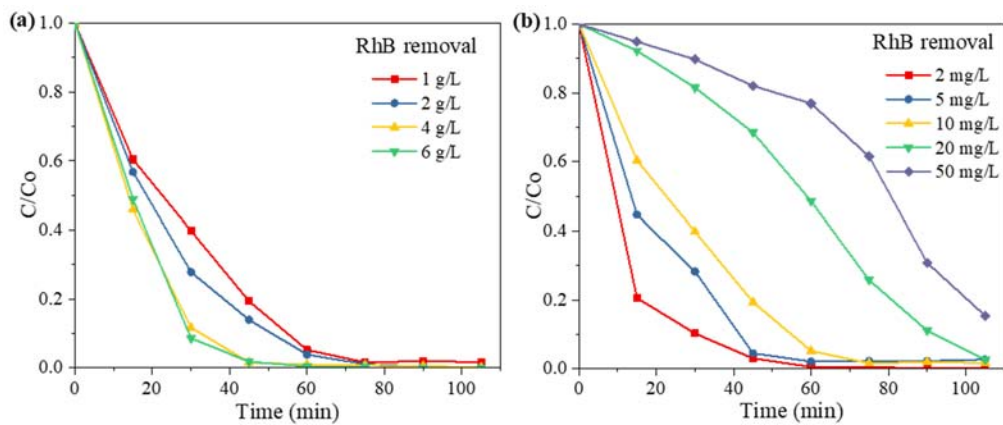 (a)
RhB removal
1 g/L
2 g/L
4 g/L
6 g/L
C/Co
1.0
0.8
0.6
0.4
0.2
0.0
0 20 40 60 80 100
Time (min)
(b)
RhB removal
2 mg/L
5 mg/L
10 mg/L
20 mg/L
50 mg/L
C/Co
1.0
0.8
0.6
0.4
0.2
0.0
0 20 40 60 80 100
Time (min)